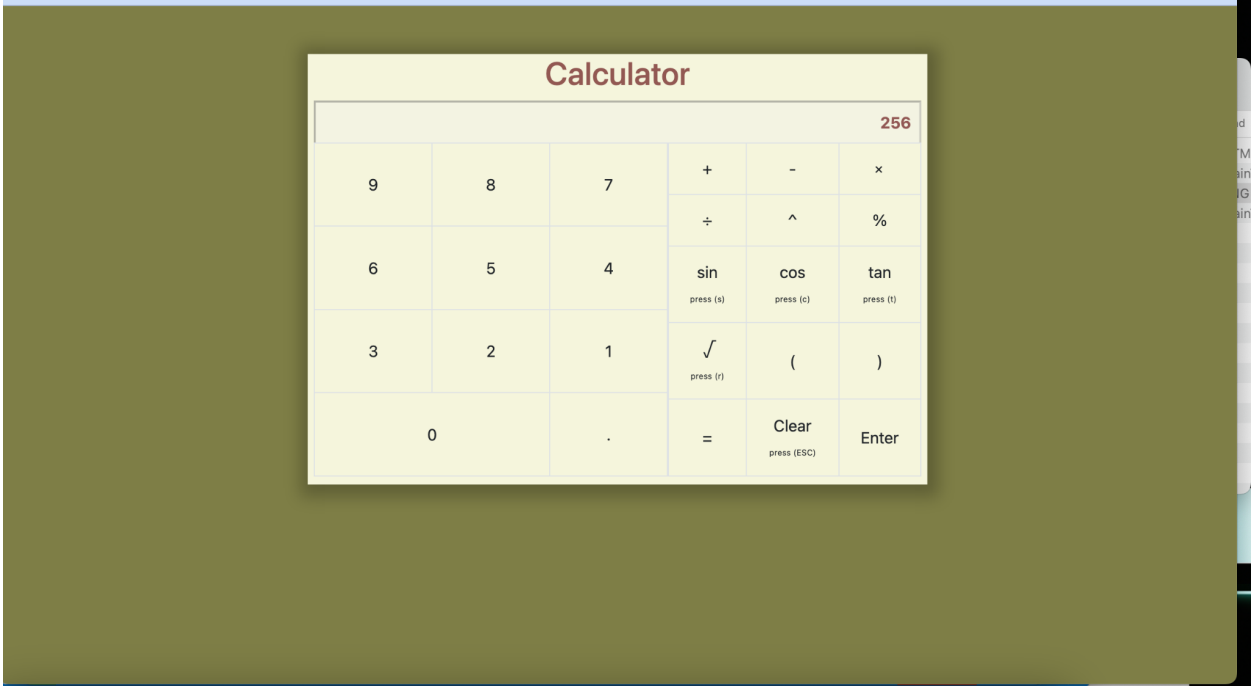 Calculator
256
9 8 7 + - ×
÷ ^ %
6 5 4 sin cos tan
press (s) press (c) press (t)
3 2 1 √ ( )
press (r)
0 . = Clear Enter
press (ESC)